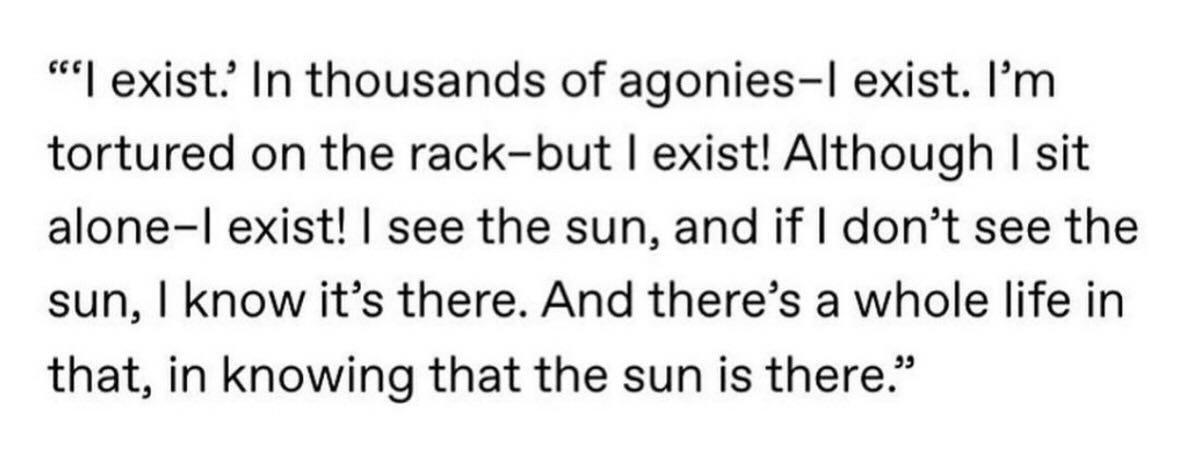 “‘I exist.’ In thousands of agonies–I exist. I’m
tortured on the rack–but I exist! Although I sit
alone–I exist! I see the sun, and if I don’t see the
sun, I know it’s there. And there’s a whole life in
that, in knowing that the sun is there.”